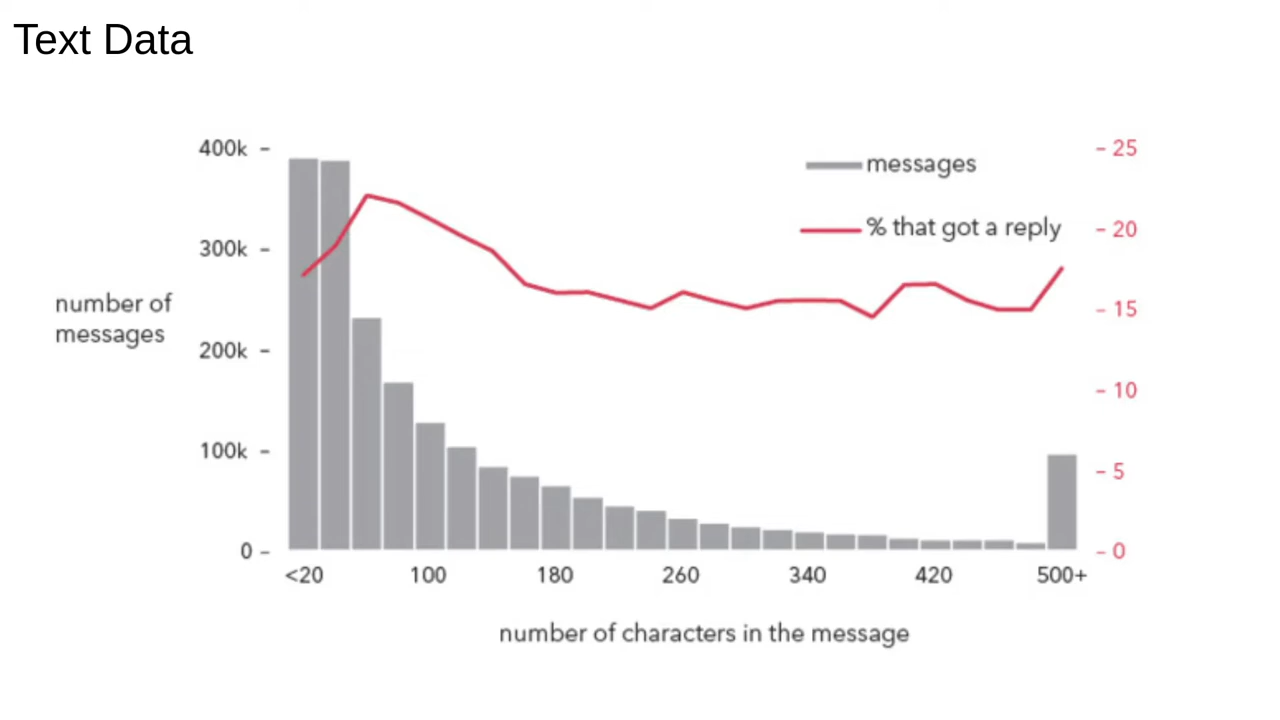 Text Data
400k –
300k –
200k –
100k –
0 –
number of
messages
messages
% that got a reply
– 25
– 20
– 15
– 10
– 5
– 0
<20 100 180 260 340 420 500+
number of characters in the message